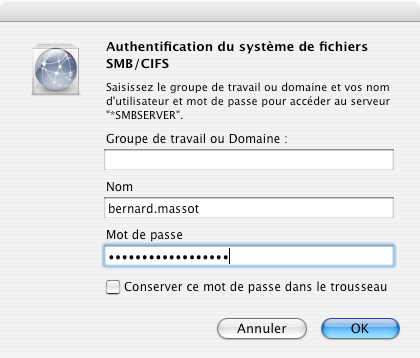 Authentification du système de fichiers
SMB/CIFS
Saisissez le groupe de travail ou domaine et vos nom
d'utilisateur et mot de passe pour accéder au serveur
"*SMBSERVER".
Groupe de travail ou Domaine :
Nom
bernard.massot
Mot de passe
••••••••••••••••••
Conserver ce mot de passe dans le trousseau
Annuler
OK